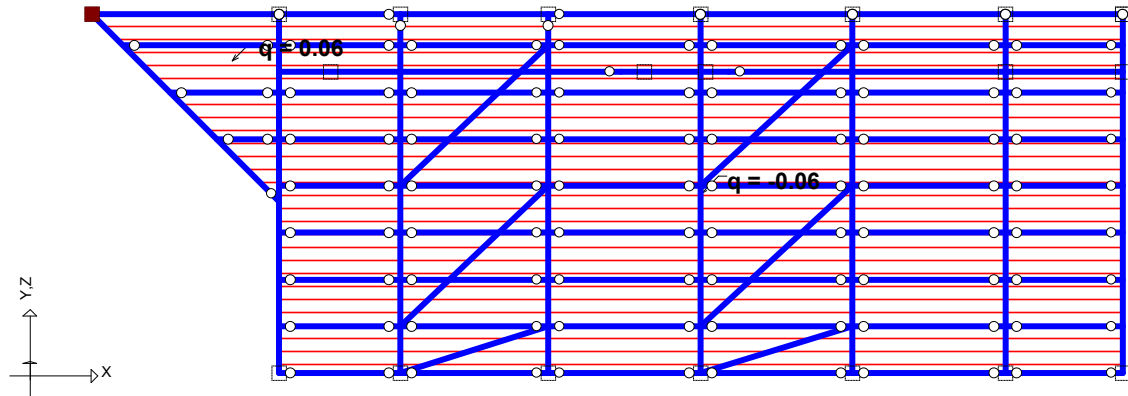 q = 0.06
q = -0.06
Y,Z
X